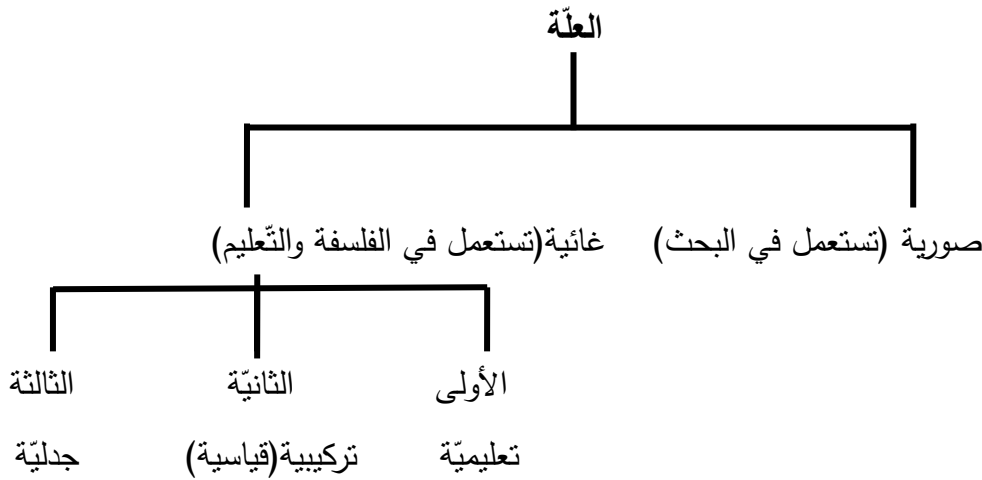 العلّة
صورية (تستعمل في البحث) غائية(تستعمل في الفلسفة والتّعليم)
الأولى الثانيّة الثالثة
تعليميّة تركيبية(قياسية) جدليّة